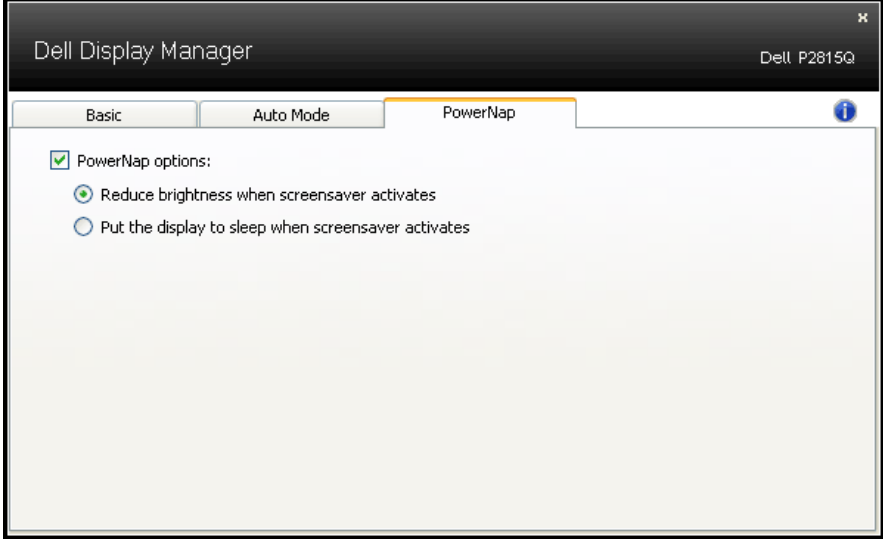 Dell Display Manager
Dell P2815Q
Basic
Auto Mode
PowerNap
PowerNap options:
Reduce brightness when screensaver activates
Put the display to sleep when screensaver activates